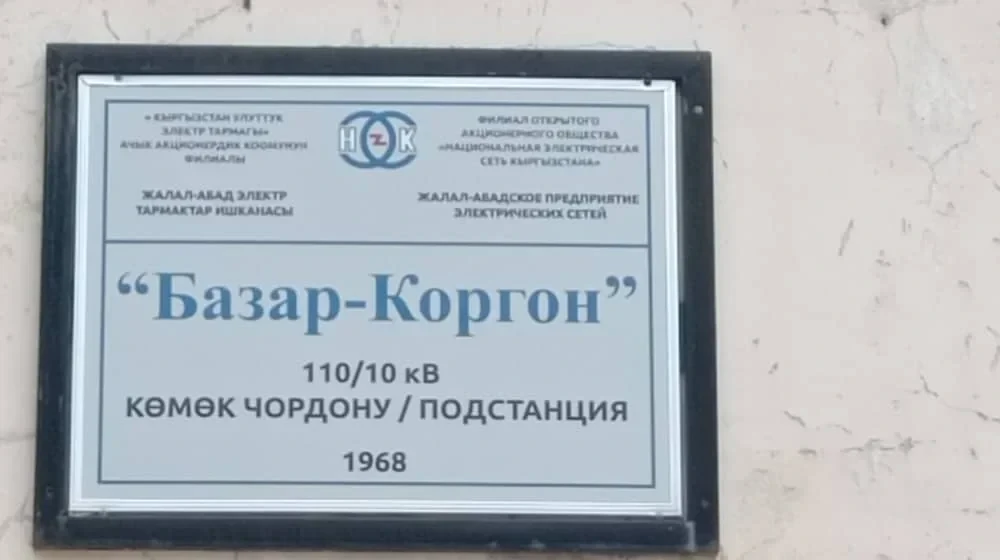 « КЫРГЫЗСТАН УЛУТТУК
ЭЛЕКТР ТАРМАГЫ»
АЧЫК АКЦИОНЕРДИК КООМУНУН
ФИЛИАЛЫ
НЭСК
ФИЛИАЛ ОТКРЫТОГО
АКЦИОНЕРНОГО ОБЩЕСТВА
«НАЦИОНАЛЬНАЯ ЭЛЕКТРИЧЕСКАЯ
СЕТЬ КЫРГЫЗСТАНА»
ЖАЛАЛ-АБАД ЭЛЕКТР
ТАРМАКТАР ИШКАНАСЫ
ЖАЛАЛ-АБАДСКОЕ ПРЕДПРИЯТИЕ
ЭЛЕКТРИЧЕСКИХ СЕТЕЙ
“Базар-Коргон”
110/10 кВ
КӨМӨК ЧОРДОНУ / ПОДСТАНЦИЯ
1968